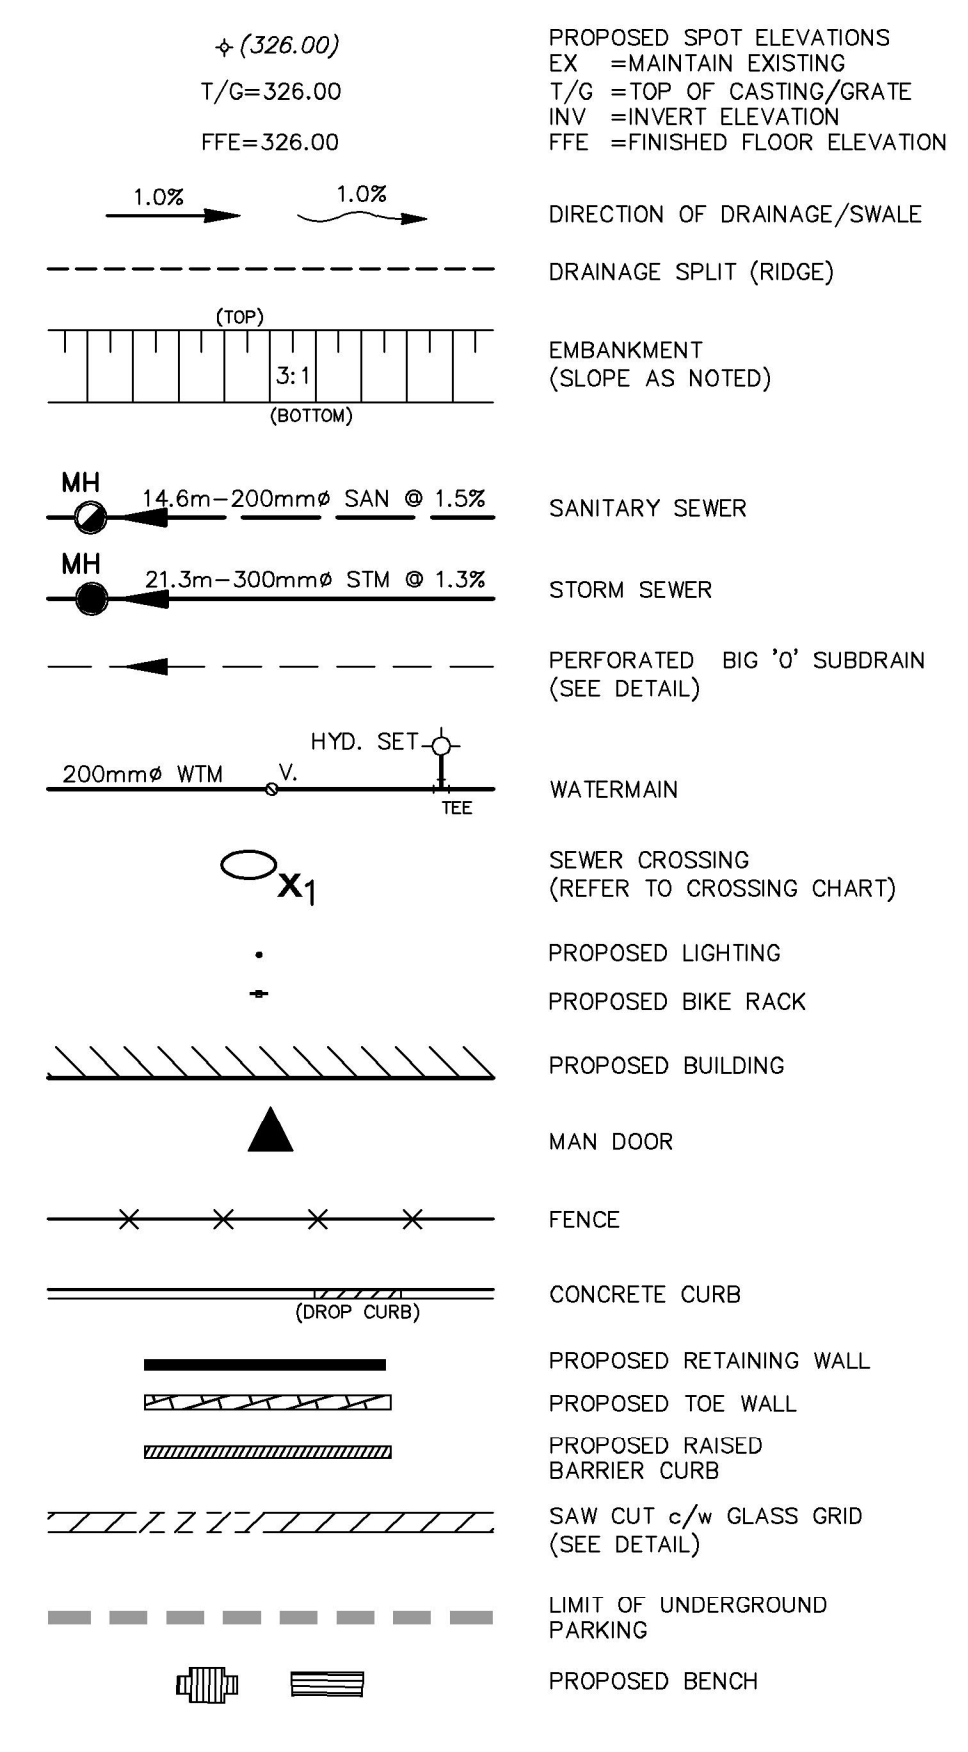 (326.00) PROPOSED SPOT ELEVATIONS
EX =MAINTAIN EXISTING
T/G=326.00 T/G =TOP OF CASTING/GRATE
INV =INVERT ELEVATION
FFE=326.00 FFE =FINISHED FLOOR ELEVATION
1.0% 1.0%
DIRECTION OF DRAINAGE/SWALE
DRAINAGE SPLIT (RIDGE)
(TOP)
EMBANKMENT
3:1 (SLOPE AS NOTED)
(BOTTOM)
MH
14.6m-200mmø SAN @ 1.5%
SANITARY SEWER
MH
21.3m-300mmø STM @ 1.3%
STORM SEWER
PERFORATED BIG 'O' SUBDRAIN
(SEE DETAIL)
HYD. SET
200mmø WTM V.
WATERMAIN
TEE
SEWER CROSSING
X1 (REFER TO CROSSING CHART)
PROPOSED LIGHTING
PROPOSED BIKE RACK
PROPOSED BUILDING
MAN DOOR
FENCE
CONCRETE CURB
(DROP CURB)
PROPOSED RETAINING WALL
PROPOSED TOE WALL
PROPOSED RAISED
BARRIER CURB
SAW CUT c/w GLASS GRID
(SEE DETAIL)
LIMIT OF UNDERGROUND
PARKING
PROPOSED BENCH